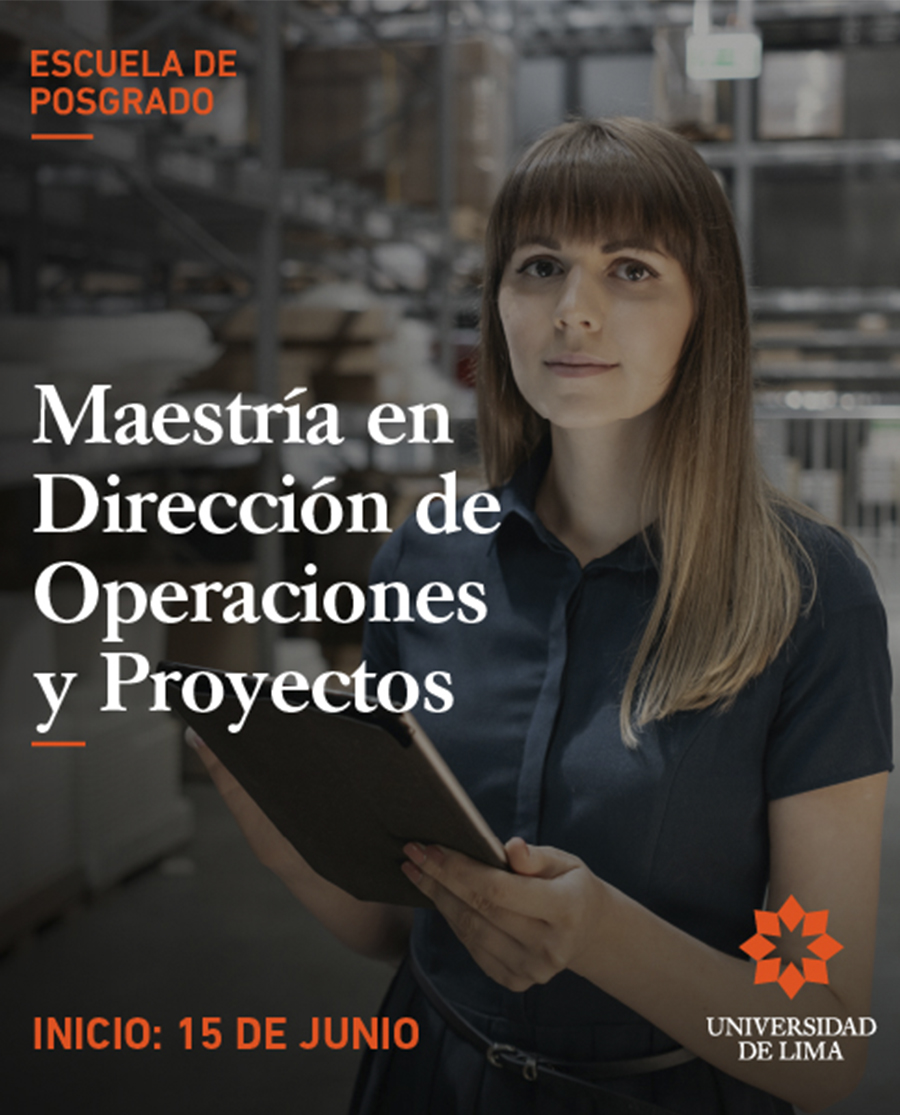 ESCUELA DE
POSGRADO
Maestría en
Dirección de
Operaciones
y Proyectos
INICIO: 15 DE JUNIO
UNIVERSIDAD
DE LIMA